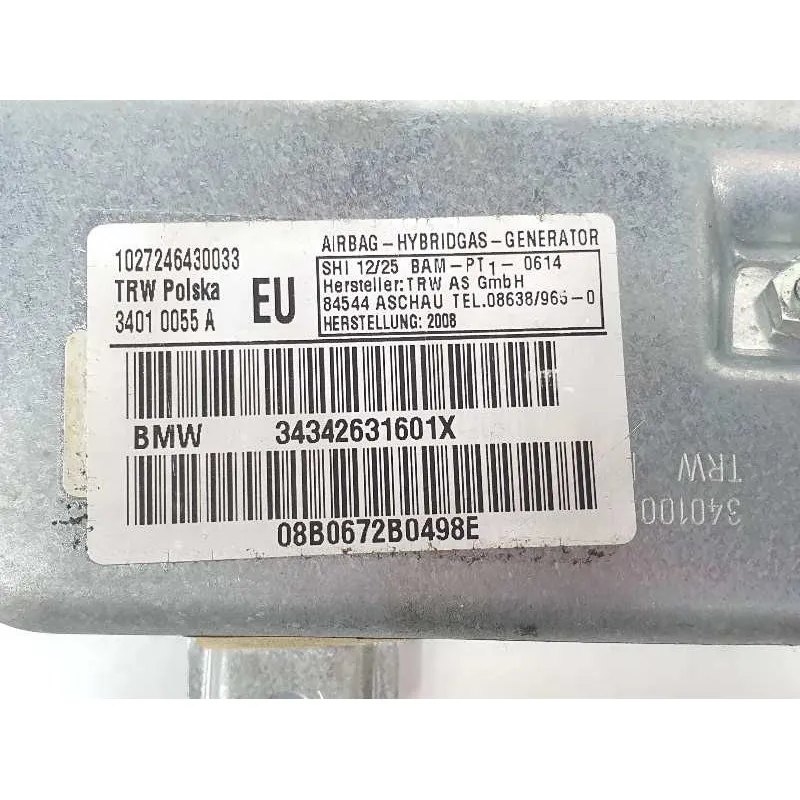 1027246430033
TRW Polska
3401 0055 A
EU
AIRBAG-HYBRIDGAS-GENERATOR
SHI 12/25 BAM-PT1-0614
Hersteller:TRW AS GmbH
84544 ASCHAU TEL.08638/965-0
HERSTELLUNG: 2008
BMW 34342631601X
08B0672B0498E
TRW
340100